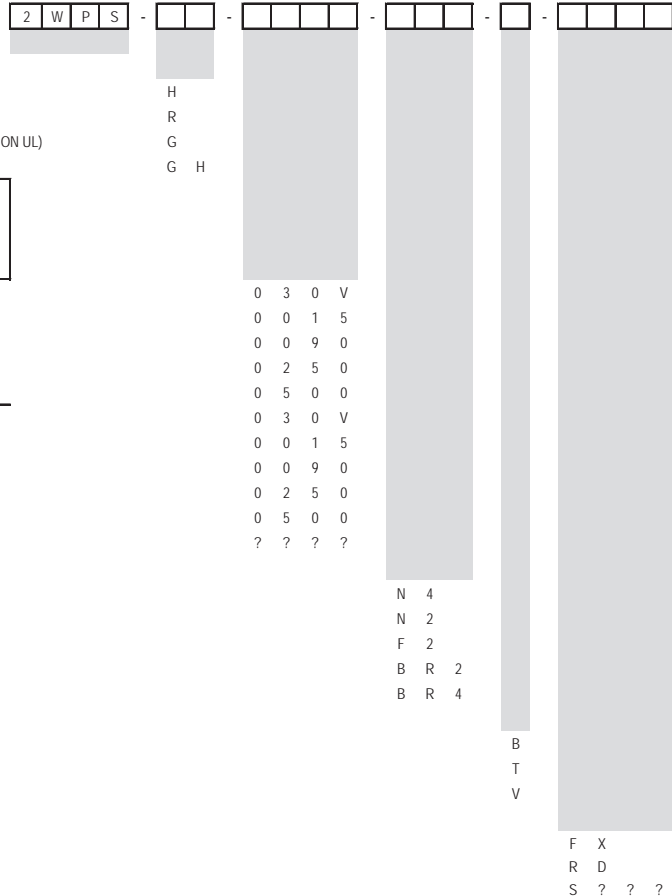 2 W P S - - - - -
H
R
ON UL) G
G H
0 3 0 V
0 0 1 5
0 0 9 0
0 2 5 0
0 5 0 0
0 3 0 V
0 0 1 5
0 0 9 0
0 2 5 0
0 5 0 0
? ? ? ?
N 4
N 2
F 2
B R 2
B R 4
B
T
V
F X
R D
S ? ? ?